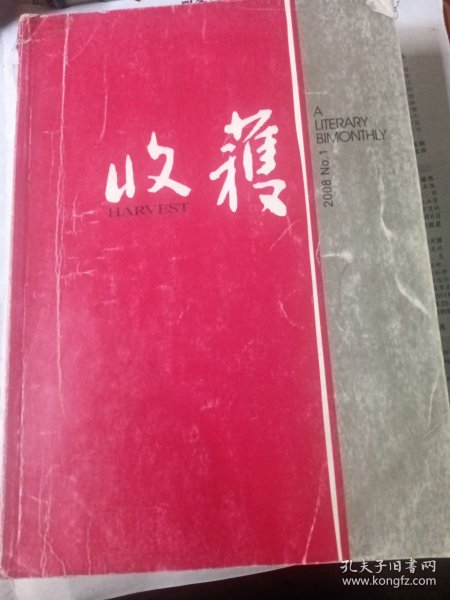 收穫
HARVEST
A
LITERARY
BIMONTHLY
2008 No.1
孔夫子旧书网
www.kongfz.com